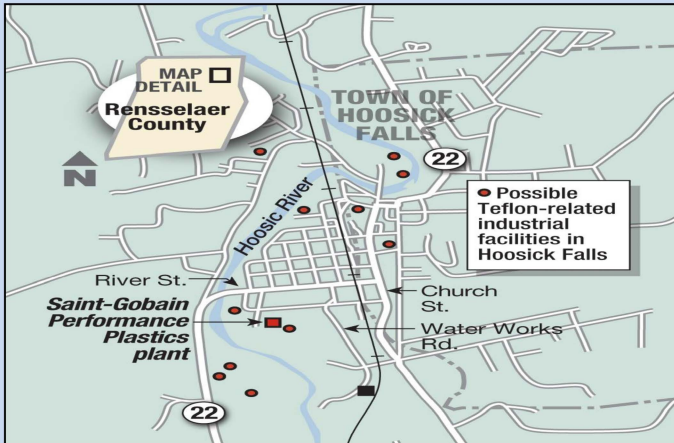 MAP
DETAIL
Rensselaer
County
N
TOWN OF
HOOSICK
FALLS
22
Possible
Teflon-related
industrial
facilities in
Hoosick Falls
Hoosic River
River St.
Saint-Gobain
Performance
Plastics
plant
Church
St.
Water Works
Rd.
22